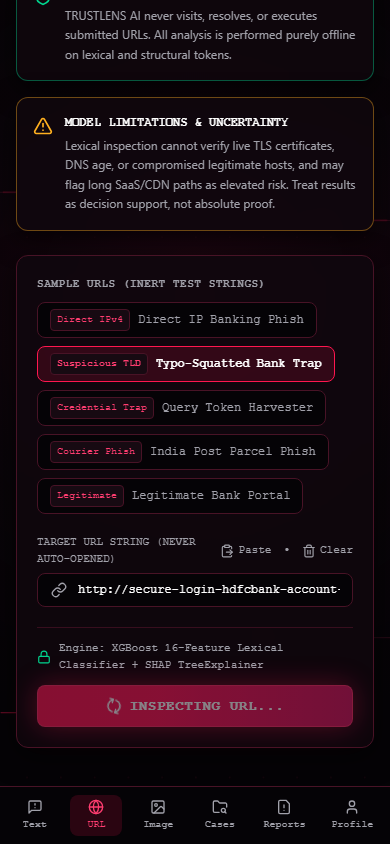 TRUSTLENS AI never visits, resolves, or executes
submitted URLs. All analysis is performed purely offline
on lexical and structural tokens.
MODEL LIMITATIONS & UNCERTAINTY
Lexical inspection cannot verify live TLS certificates,
DNS age, or compromised legitimate hosts, and may
flag long SaaS/CDN paths as elevated risk. Treat results
as decision support, not absolute proof.
SAMPLE URLS (INERT TEST STRINGS)
Direct IPv4 Direct IP Banking Phish
Suspicious TLD Typo-Squatted Bank Trap
Credential Trap Query Token Harvester
Courier Phish India Post Parcel Phish
Legitimate Legitimate Bank Portal
TARGET URL STRING (NEVER
AUTO-OPENED)
Paste • Clear
http://secure-login-hdfcbank-account-
Engine: XGBoost 16-Feature Lexical
Classifier + SHAP TreeExplainer
INSPECTING URL...
Text URL Image Cases Reports Profile